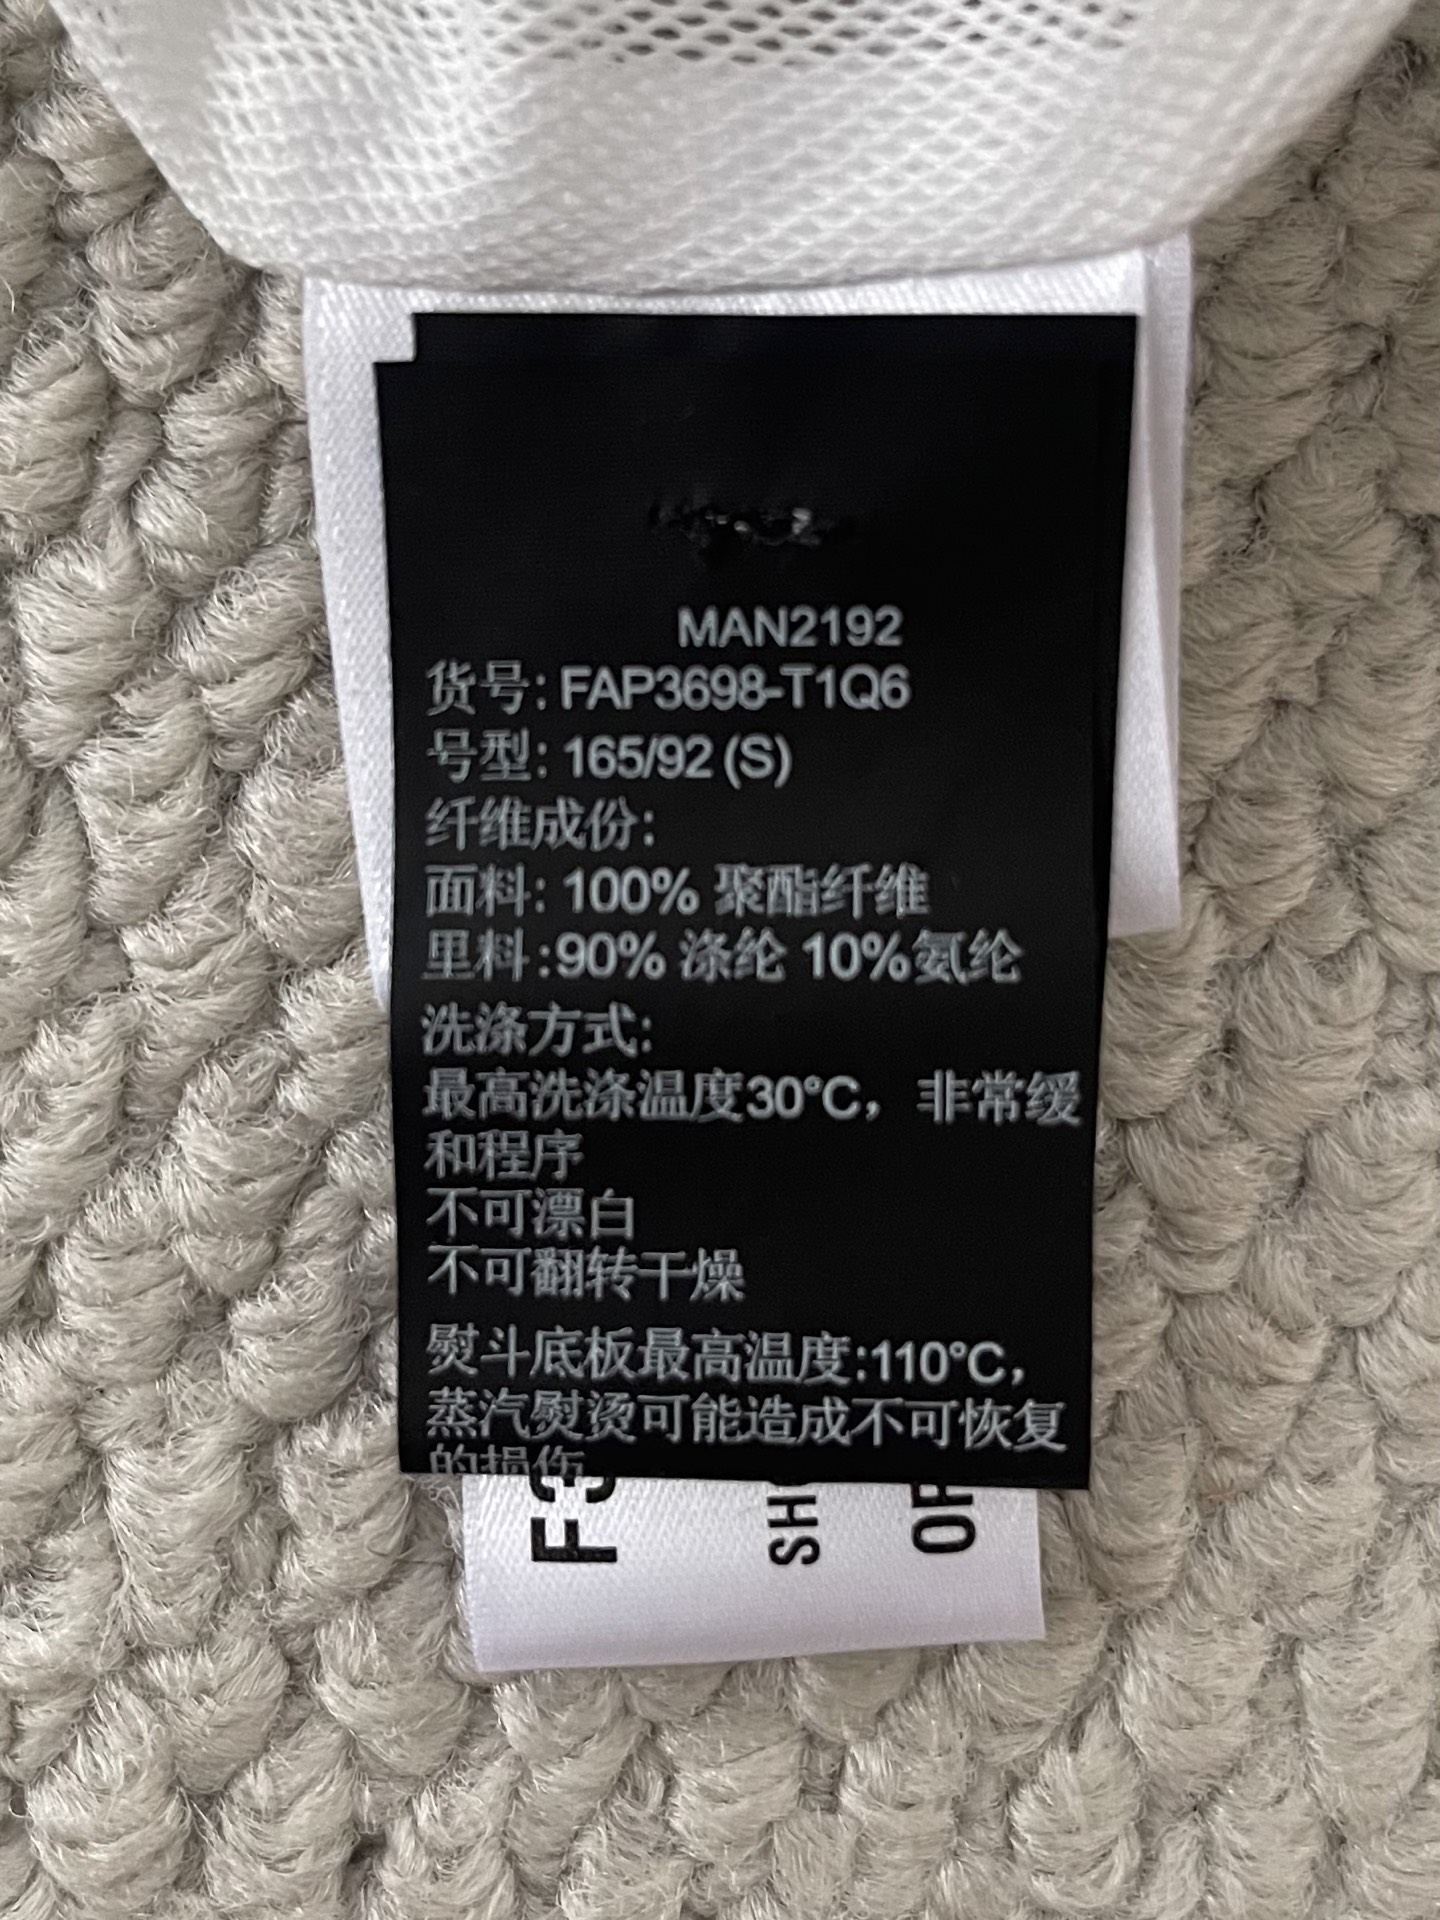 MAN2192
货号: FAP3698-T1Q6
号型: 165/92 (S)
纤维成份:
面料: 100% 聚酯纤维
里料:90% 涤纶 10%氨纶
洗涤方式:
最高洗涤温度30°C，非常缓
和程序
不可漂白
不可翻转干燥
熨斗底板最高温度:110°C，
蒸汽熨烫可能造成不可恢复
的损伤